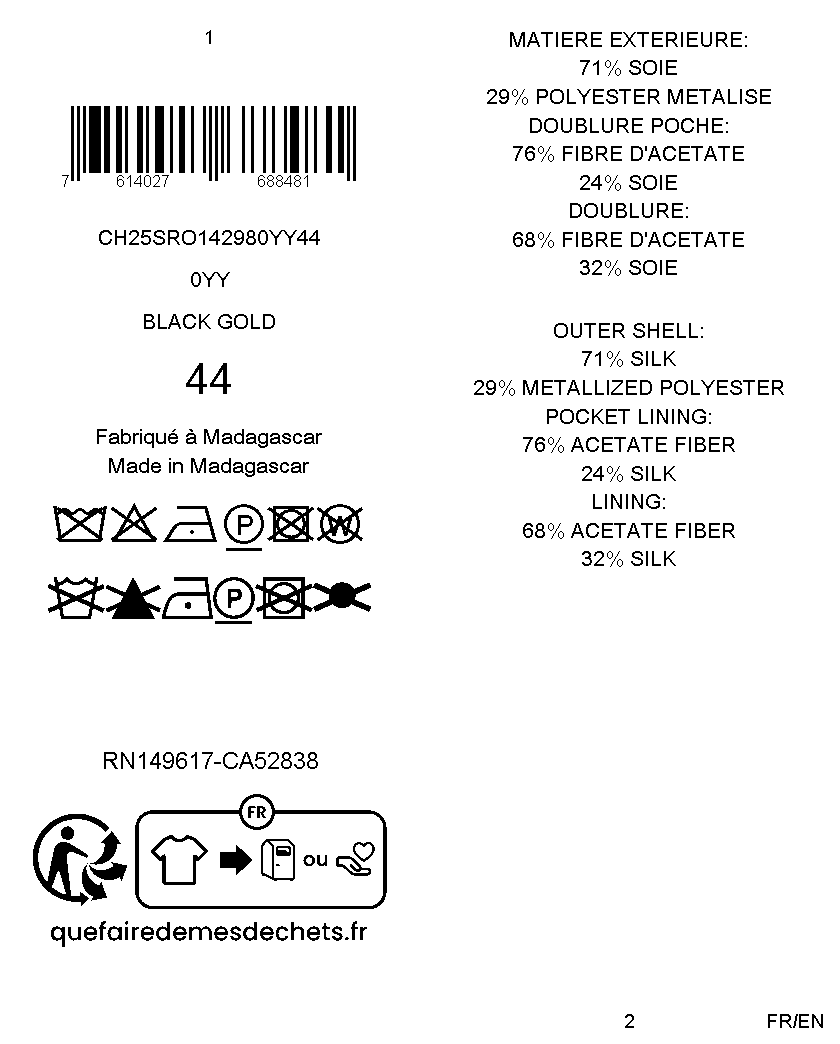 1
7 614027 688481
CH25SRO142980YY44
0YY
BLACK GOLD
44
Fabriqué à Madagascar
Made in Madagascar
P W
P
RN149617-CA52838
FR
ou
quefairedemesdechets.fr
MATIERE EXTERIEURE:
71% SOIE
29% POLYESTER METALISE
DOUBLURE POCHE:
76% FIBRE D'ACETATE
24% SOIE
DOUBLURE:
68% FIBRE D'ACETATE
32% SOIE
OUTER SHELL:
71% SILK
29% METALLIZED POLYESTER
POCKET LINING:
76% ACETATE FIBER
24% SILK
LINING:
68% ACETATE FIBER
32% SILK
2
FR/EN